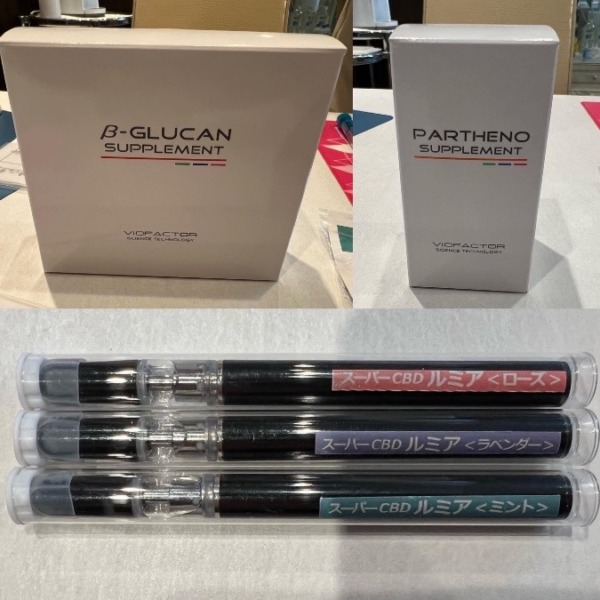 β-GLUCAN
SUPPLEMENT
VIOFACTOR
SCIENCE TECHNOLOGY
PARTHENO
SUPPLEMENT
VIOFACTOR
SCIENCE TECHNOLOGY
スーパーCBD ルミア<ローズ>
スーパーCBD ルミア<ラベンダー>
スーパーCBD ルミア<ミント>